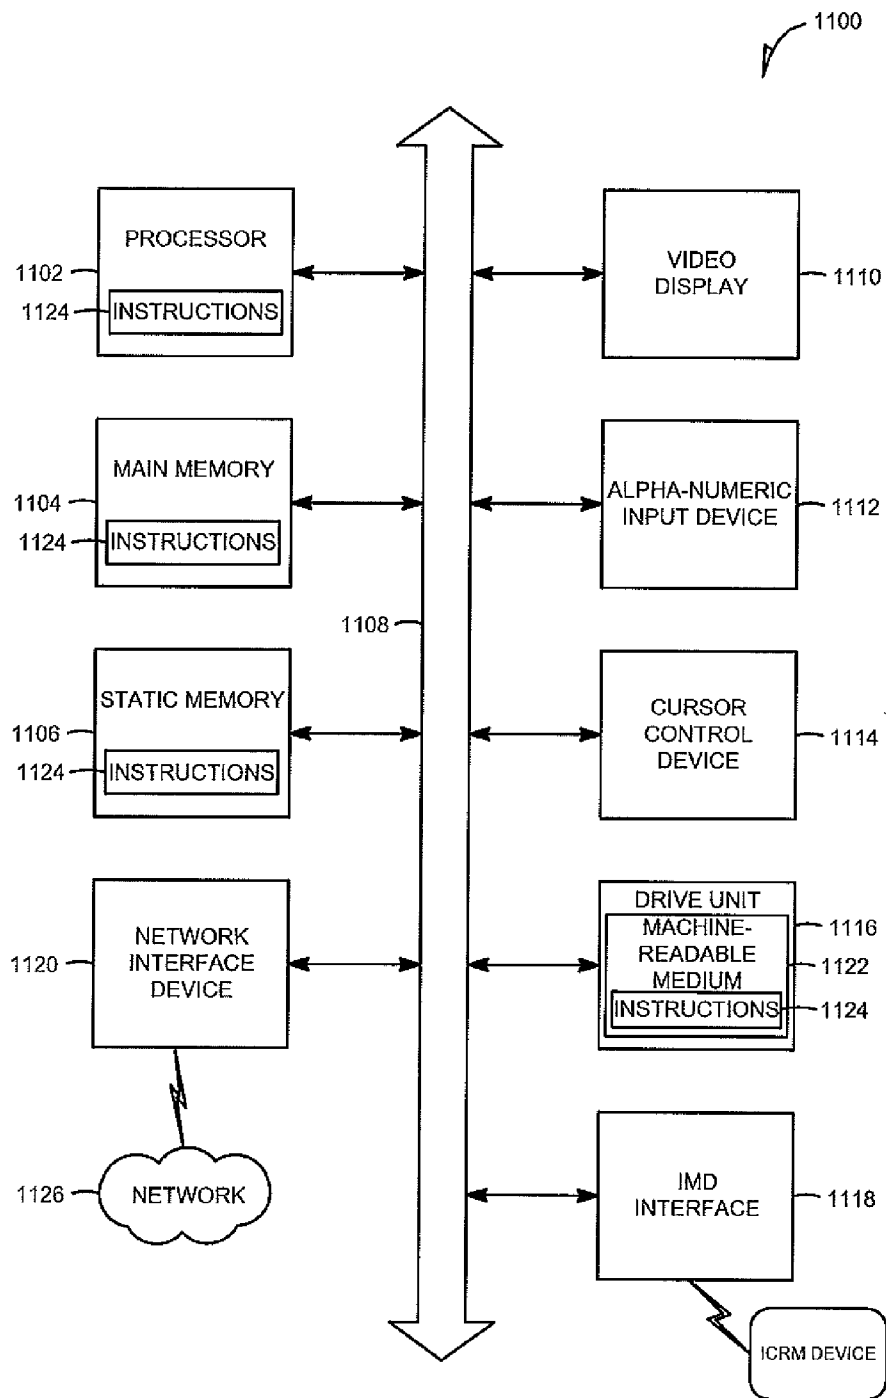 1100
PROCESSOR
1102
1124
INSTRUCTIONS
VIDEO
DISPLAY
1110
MAIN MEMORY
1104
1124
INSTRUCTIONS
ALPHA-NUMERIC
INPUT DEVICE
1112
1108
STATIC MEMORY
1106
1124
INSTRUCTIONS
CURSOR
CONTROL
DEVICE
1114
NETWORK
INTERFACE
DEVICE
1120
DRIVE UNIT
MACHINE-
READABLE
MEDIUM
INSTRUCTIONS
1116
1122
1124
1126
NETWORK
IMD
INTERFACE
1118
ICRM DEVICE